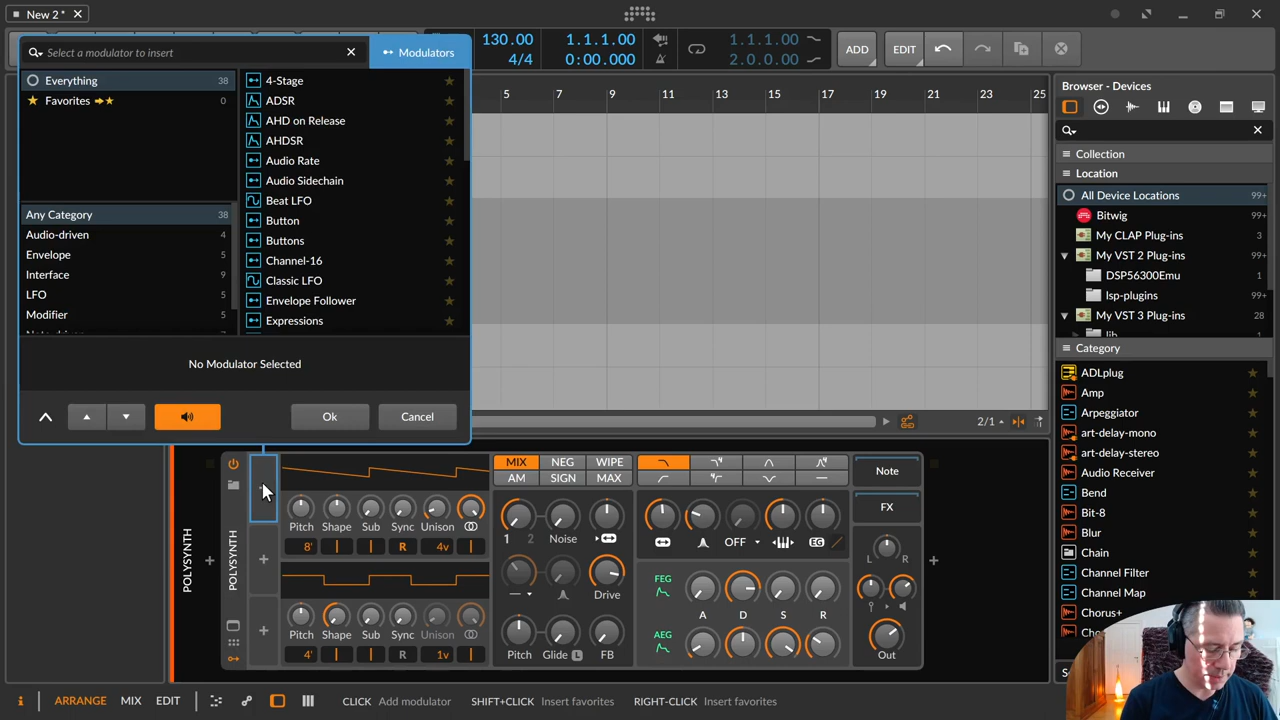 New 2 *
130.00
4/4
1.1.1.00
0:00.000
1.1.1.00
2.0.0.00
ADD
EDIT
Select a modulator to insert
Modulators
Everything 38
Favorites 0
Any Category 38
Audio-driven 4
Envelope 5
Interface 9
LFO 5
Modifier 5
4-Stage
ADSR
AHD on Release
AHDSR
Audio Rate
Audio Sidechain
Beat LFO
Button
Buttons
Channel-16
Classic LFO
Envelope Follower
Expressions
No Modulator Selected
Ok
Cancel
5 7 9 11 13 15 17 19 21 23 25
2/1
Browser - Devices
Collection
Location
All Device Locations 99+
Bitwig 99+
My CLAP Plug-ins 3
My VST 2 Plug-ins 99+
DSP56300Emu 1
lsp-plugins 99+
My VST 3 Plug-ins 28
lib
Category
ADLplug
Amp
Arpeggiator
art-delay-mono
art-delay-stereo
Audio Receiver
Bend
Bit-8
Blur
Chain
Channel Filter
Channel Map
Chorus+
POLYSYNTH
POLYSYNTH
Pitch Shape Sub Sync Unison
8' R 4v
Pitch Shape Sub Sync Unison
4' R 1v
MIX NEG WIPE
AM SIGN MAX
1 2 Noise
Drive
Pitch Glide L FB
OFF
EG
FEG
A D S R
AEG
Note
FX
L R
Out
ARRANGE MIX EDIT
CLICK Add modulator SHIFT+CLICK Insert favorites RIGHT-CLICK Insert favorites